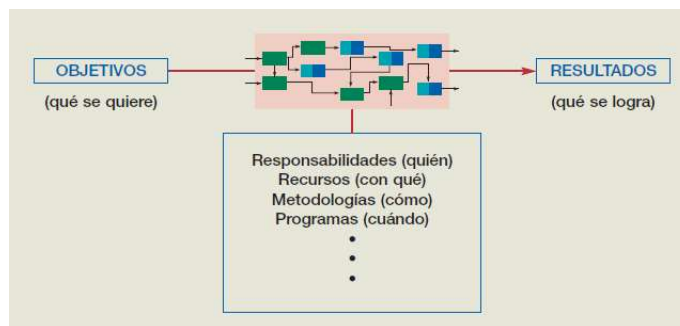 OBJETIVOS
(qué se quiere)
RESULTADOS
(qué se logra)
Responsabilidades (quién)
Recursos (con qué)
Metodologías (cómo)
Programas (cuándo)
•
•
•